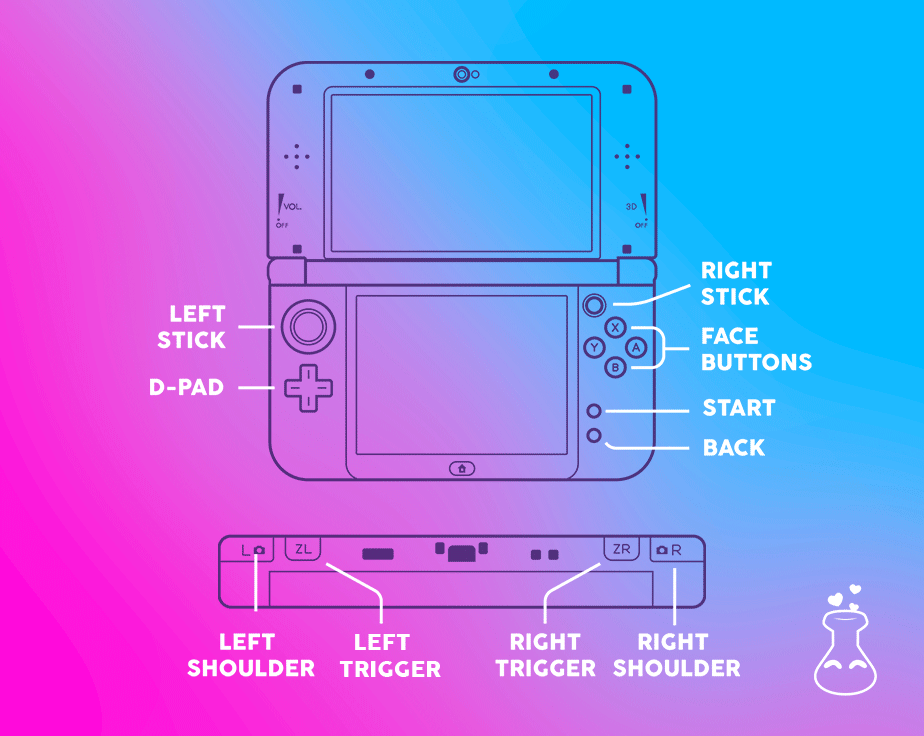 VOL.
OFF
3D
OFF
RIGHT
STICK
LEFT
STICK
X
Y
A
B
FACE
BUTTONS
D-PAD
START
BACK
L
ZL
ZR
R
LEFT
SHOULDER
LEFT
TRIGGER
RIGHT
TRIGGER
RIGHT
SHOULDER